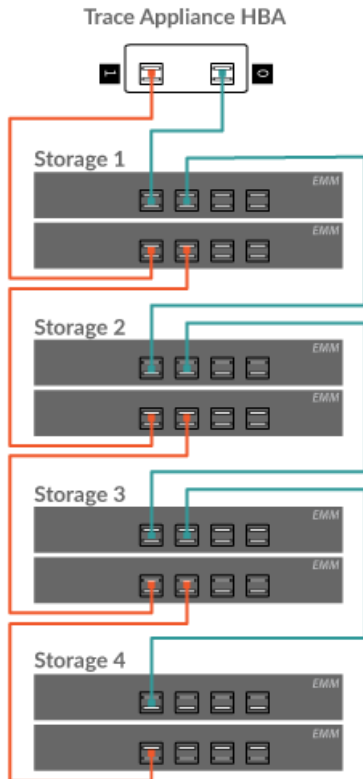 Trace Appliance HBA
1 0
Storage 1
EMM
EMM
Storage 2
EMM
EMM
Storage 3
EMM
EMM
Storage 4
EMM
EMM